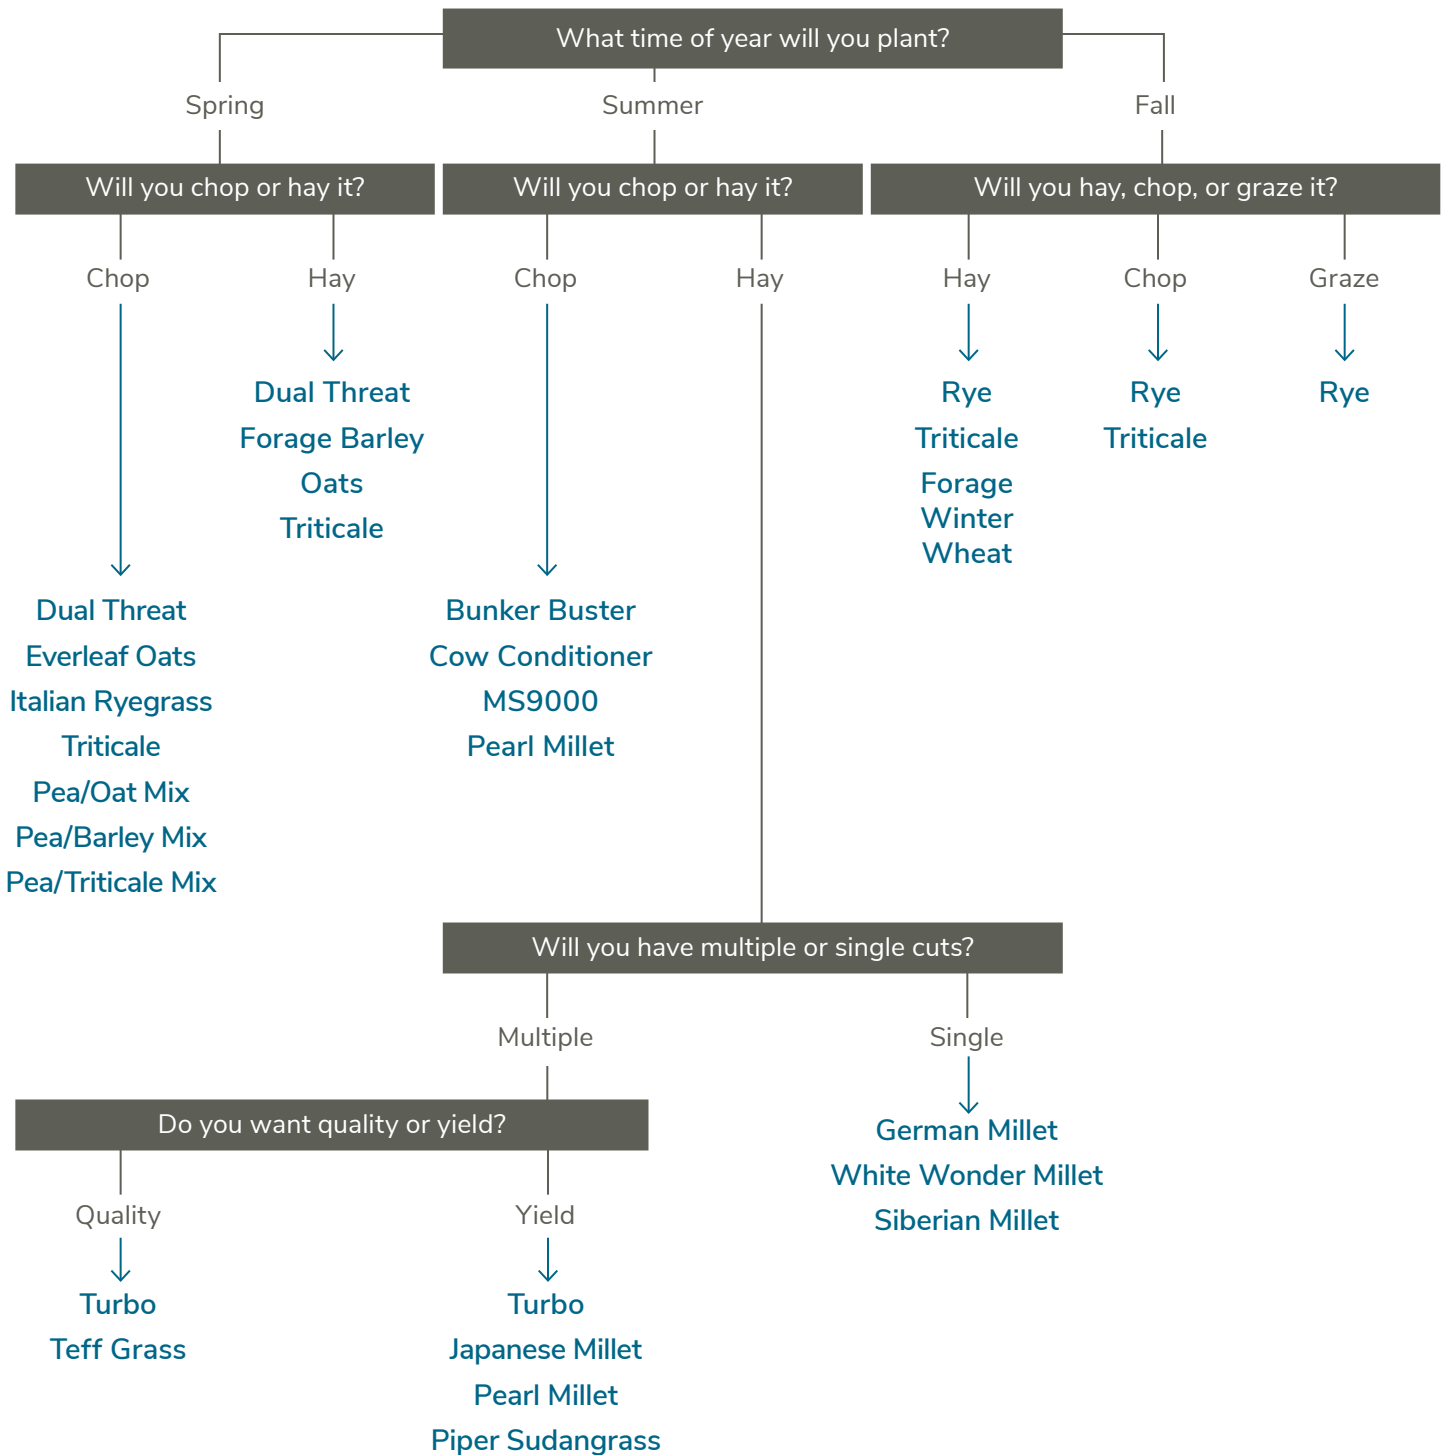 What time of year will you plant?
Spring
Summer
Fall
Will you chop or hay it?
Will you chop or hay it?
Will you hay, chop, or graze it?
Chop
Hay
Chop
Hay
Hay
Chop
Graze
Dual Threat
Forage Barley
Oats
Triticale
Rye
Triticale
Forage
Winter
Wheat
Rye
Triticale
Rye
Dual Threat
Everleaf Oats
Italian Ryegrass
Triticale
Pea/Oat Mix
Pea/Barley Mix
Pea/Triticale Mix
Bunker Buster
Cow Conditioner
MS9000
Pearl Millet
Will you have multiple or single cuts?
Multiple
Single
Do you want quality or yield?
German Millet
White Wonder Millet
Siberian Millet
Quality
Yield
Turbo
Teff Grass
Turbo
Japanese Millet
Pearl Millet
Piper Sudangrass